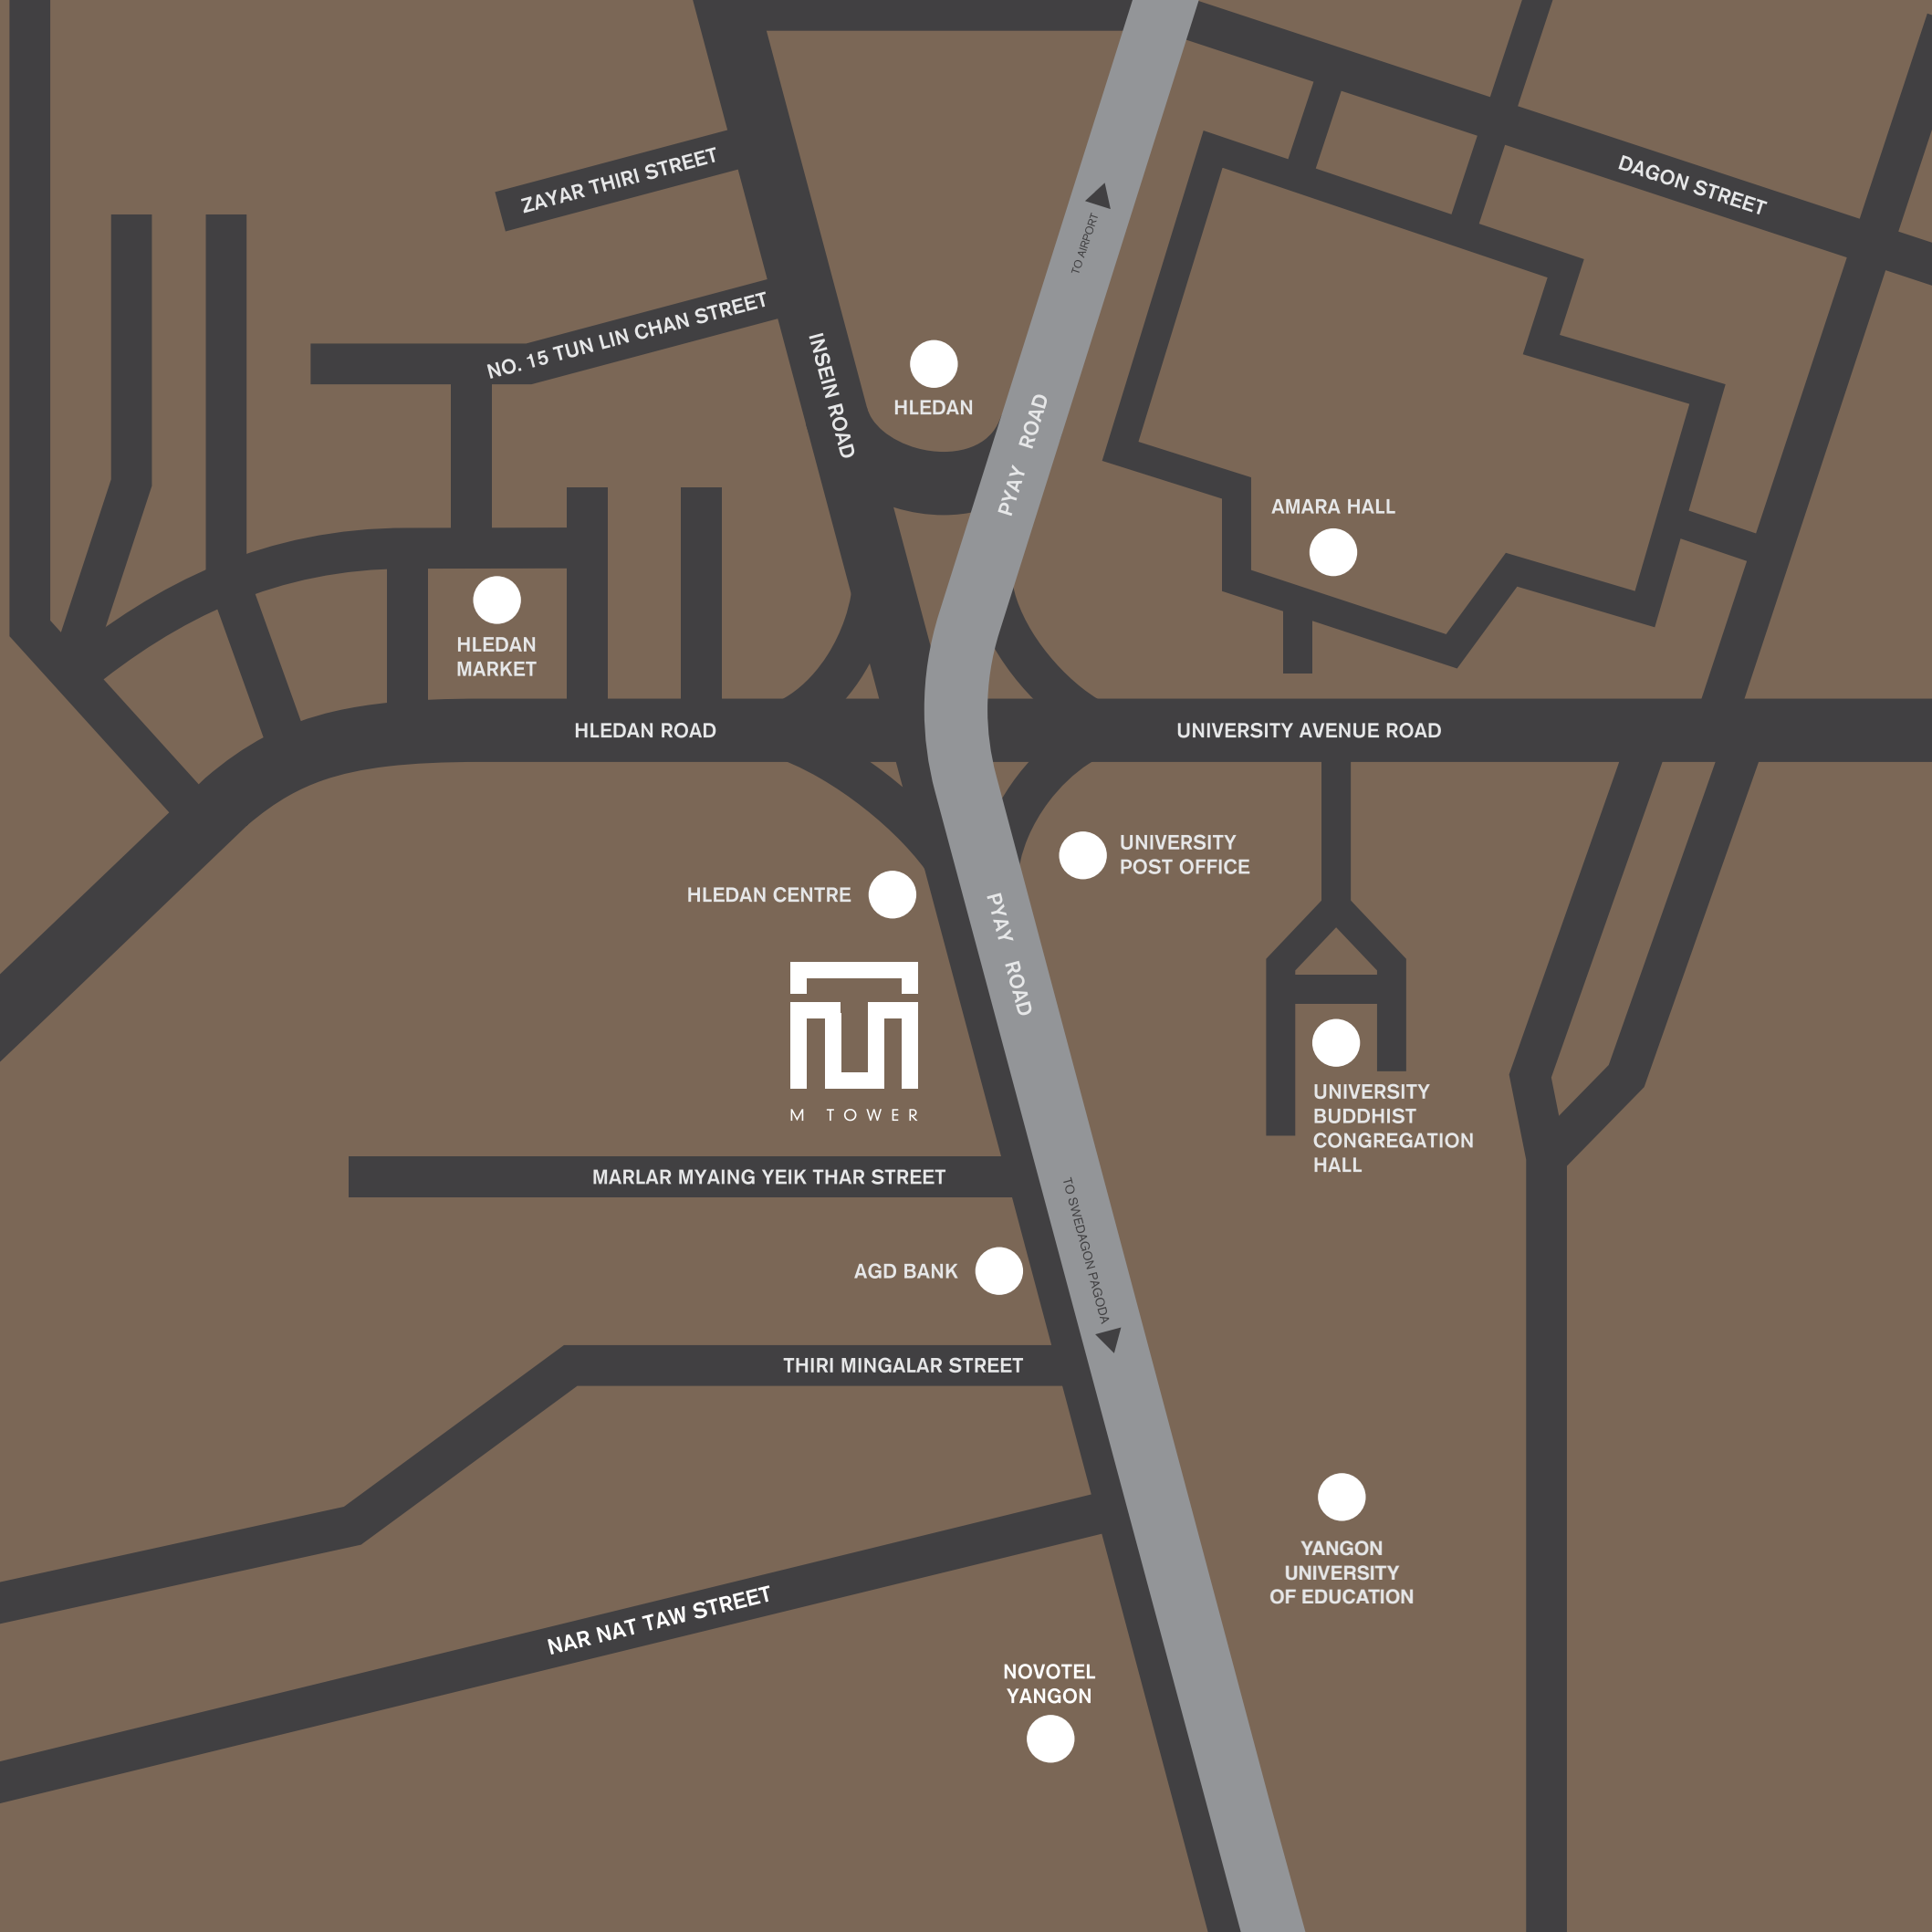 ZAYAR THIRI STREET
DAGON STREET
TO AIRPORT
NO. 15 TUN LIN CHAN STREET
INSEIN ROAD
HLEDAN
PYAY ROAD
AMARA HALL
HLEDAN
MARKET
HLEDAN ROAD
UNIVERSITY AVENUE ROAD
UNIVERSITY
POST OFFICE
HLEDAN CENTRE
PYAY ROAD
M TOWER
UNIVERSITY
BUDDHIST
CONGREGATION
HALL
MARLAR MYAING YEIK THAR STREET
TO SWEDAGON PAGODA
AGD BANK
THIRI MINGALAR STREET
YANGON
UNIVERSITY
OF EDUCATION
NAR NAT TAW STREET
NOVOTEL
YANGON